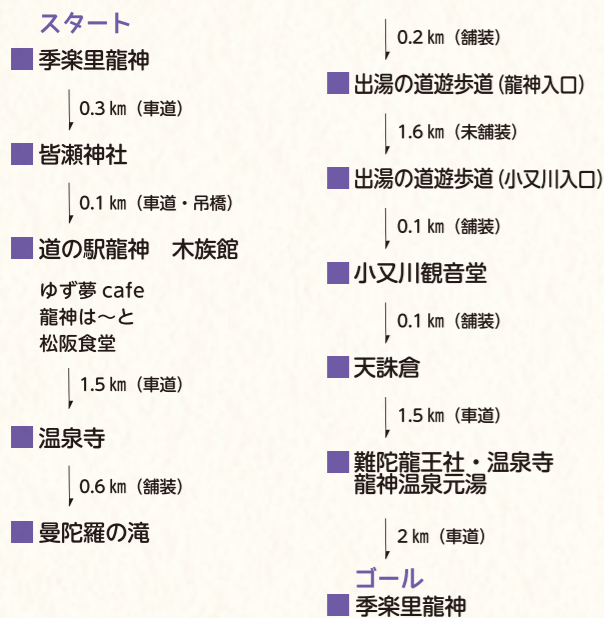 スタート
季楽里龍神
0.3 ㎞（車道）
皆瀬神社
0.1 ㎞（車道・吊橋）
道の駅龍神　木族館
ゆず夢 cafe
龍神は～と
松阪食堂
1.5 ㎞（車道）
温泉寺
0.6 ㎞（舗装）
曼陀羅の滝
0.2 ㎞（舗装）
出湯の道遊歩道（龍神入口）
1.6 ㎞（未舗装）
出湯の道遊歩道（小又川入口）
0.1 ㎞（舗装）
小又川観音堂
0.1 ㎞（舗装）
天誅倉
1.5 ㎞（車道）
難陀龍王社・温泉寺
龍神温泉元湯
2 ㎞（車道）
ゴール
季楽里龍神